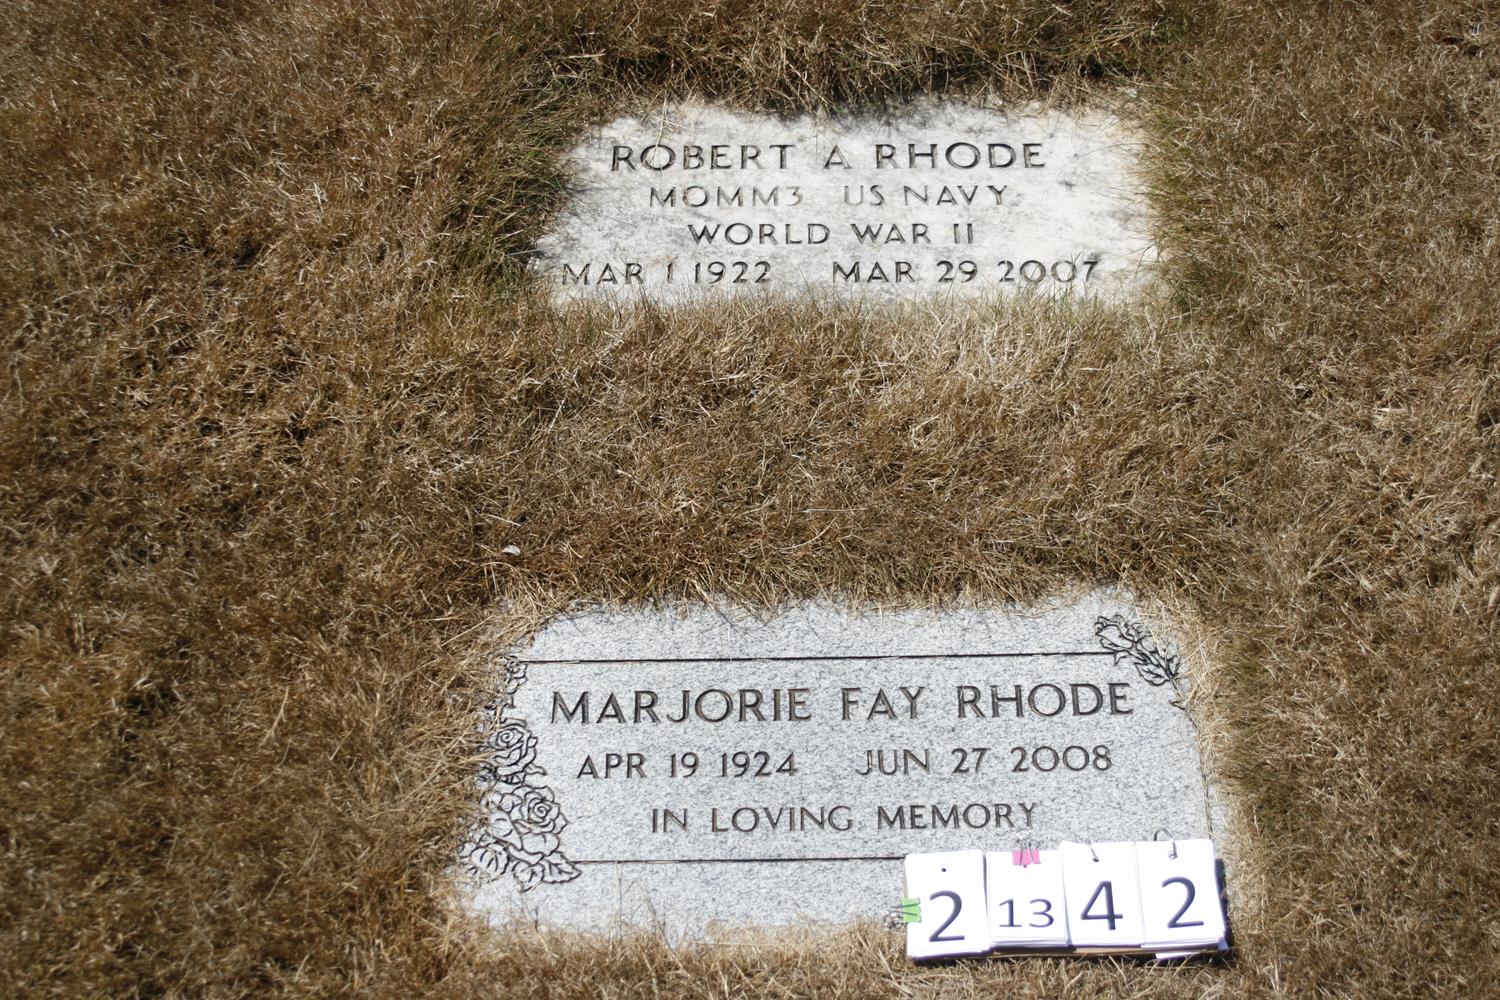 ROBERT A RHODE
MOMM3 US NAVY
WORLD WAR II
MAR 1 1922 MAR 29 2007
MARJORIE FAY RHODE
APR 19 1924 JUN 27 2008
IN LOVING MEMORY
2 13 4 2